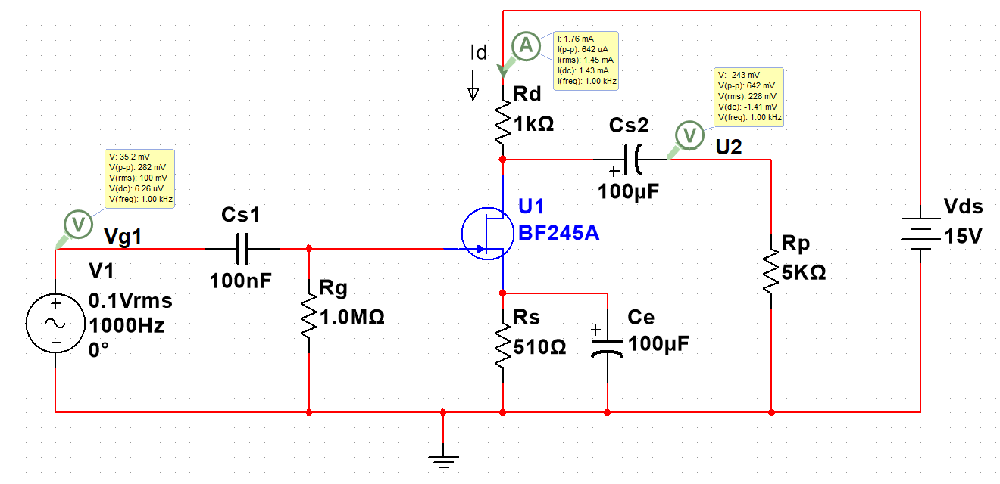 Id
A
I: 1.76 mA
I(p-p): 642 uA
I(rms): 1.45 mA
I(dc): 1.43 mA
I(freq): 1.00 kHz
Rd
1kΩ
V: -243 mV
V(p-p): 642 mV
V(rms): 228 mV
V(dc): -1.41 mV
V(freq): 1.00 kHz
V
U2
Cs2
+
100µF
V: 35.2 mV
V(p-p): 282 mV
V(rms): 100 mV
V(dc): 6.26 uV
V(freq): 1.00 kHz
V
Vg1
Cs1
100nF
U1
BF245A
Vds
15V
V1
0.1Vrms
1000Hz
0°
+
Rg
1.0MΩ
Rp
5KΩ
Rs
510Ω
Ce
+
100µF